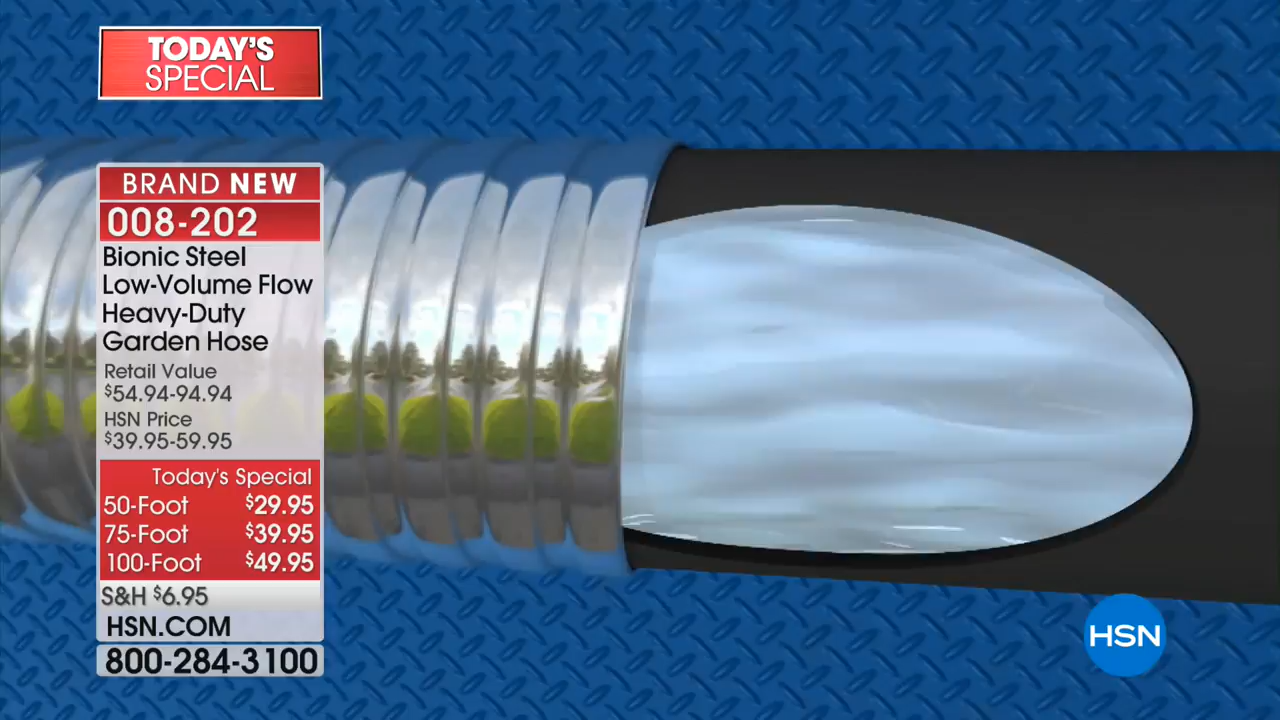 TODAY'S
SPECIAL
BRAND NEW
008-202
Bionic Steel
Low-Volume Flow
Heavy-Duty
Garden Hose
Retail Value
$54.94-94.94
HSN Price
$39.95-59.95
Today's Special
50-Foot $29.95
75-Foot $39.95
100-Foot $49.95
S&H $6.95
HSN.COM
800-284-3100
HSN